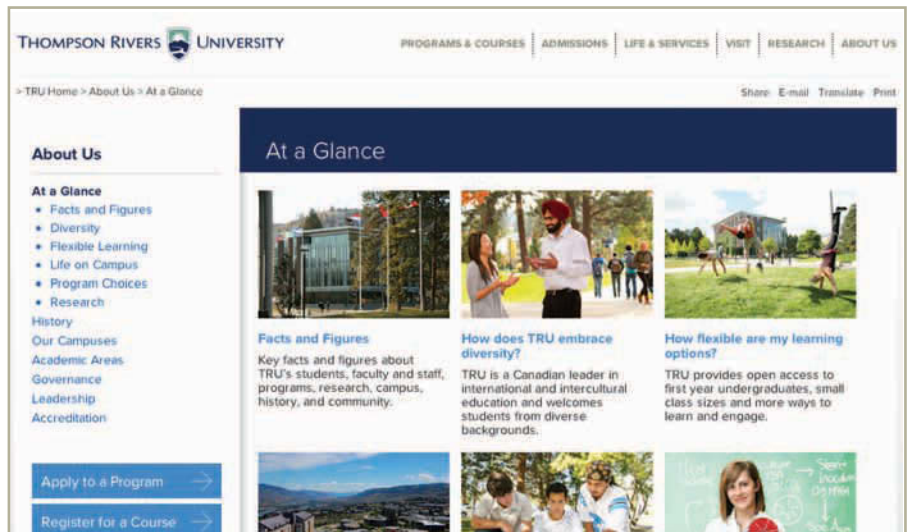 THOMPSON RIVERS UNIVERSITY
PROGRAMS & COURSES ADMISSIONS LIFE & SERVICES VISIT RESEARCH ABOUT US
> TRU Home > About Us > At a Glance
Share E-mail Translate Print
About Us
At a Glance
• Facts and Figures
• Diversity
• Flexible Learning
• Life on Campus
• Program Choices
• Research
History
Our Campuses
Academic Areas
Governance
Leadership
Accreditation
Apply to a Program
Register for a Course
At a Glance
Facts and Figures
Key facts and figures about
TRU's students, faculty and staff,
programs, research, campus,
history, and community.
How does TRU embrace
diversity?
TRU is a Canadian leader in
international and intercultural
education and welcomes
students from diverse
backgrounds.
How flexible are my learning
options?
TRU provides open access to
first year undergraduates, small
class sizes and more ways to
learn and engage.